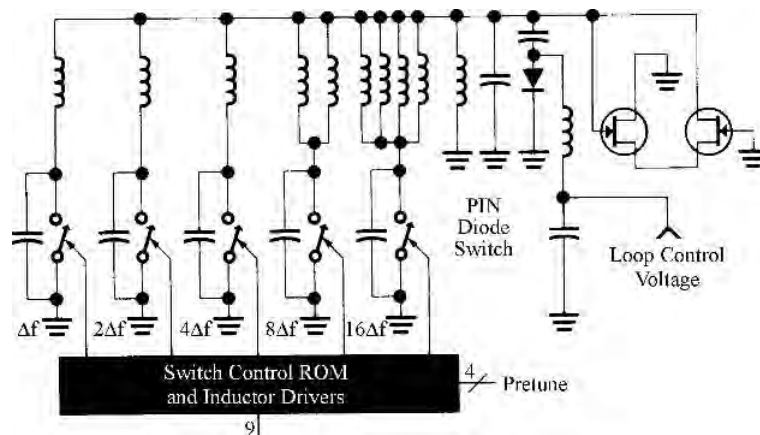 PIN
Diode
Switch
Loop Control
Voltage
Δf
2Δf
4Δf
8Δf
16Δf
Switch Control ROM
and Inductor Drivers
4
Pretune
9